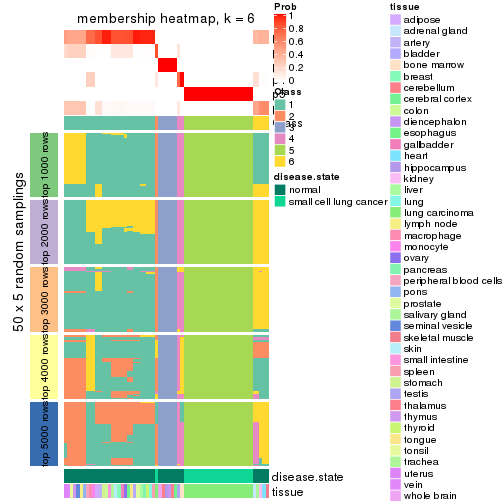 membership heatmap, k = 6
50 x 5 random samplings
top 1000 rows
top 2000 rows
top 3000 rows
top 4000 rows
top 5000 rows
disease.state
tissue
Prob
1
0.8
0.6
0.4
0.2
0
Class
1
2
3
4
5
6
disease.state
normal
small cell lung cancer
tissue
adipose
adrenal gland
artery
bladder
bone marrow
breast
cerebellum
cerebral cortex
colon
diencephalon
esophagus
gallbladder
heart
hippocampus
kidney
liver
lung
lung carcinoma
lymph node
macrophage
monocyte
ovary
pancreas
peripheral blood cells
pons
prostate
salivary gland
seminal vesicle
skeletal muscle
skin
small intestine
spleen
stomach
testis
thalamus
thymus
thyroid
tongue
tonsil
trachea
uterus
vein
whole brain